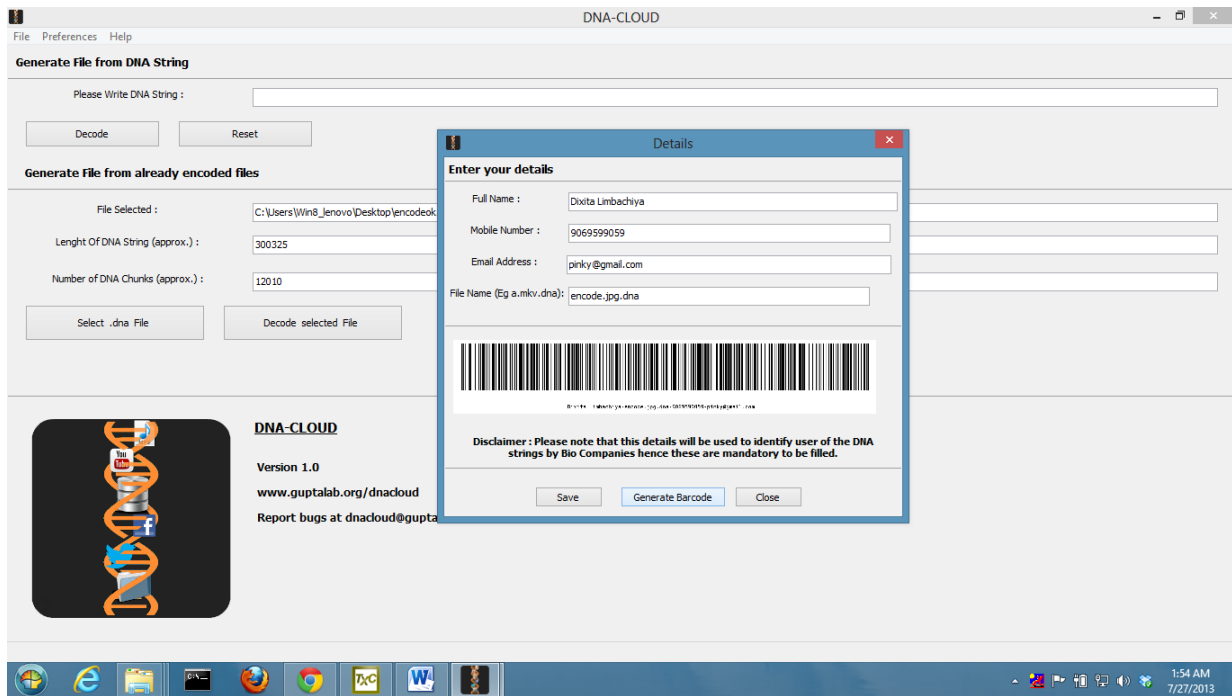 DNA-CLOUD
File Preferences Help
Generate File from DNA String
Please Write DNA String :
Decode Reset
Generate File from already encoded files
File Selected : C:\Users\Win8_lenovo\Desktop\encodeok
Lenght Of DNA String (approx.) : 300325
Number of DNA Chunks (approx.) : 12010
Select .dna File Decode selected File
Details
Enter your details
Full Name : Dixita Limbachiya
Mobile Number : 9069599059
Email Address : pinky@gmail.com
File Name (Eg a.mkv.dna): encode.jpg.dna
Disclaimer : Please note that this details will be used to identify user of the DNA
strings by Bio Companies hence these are mandatory to be filled.
Save Generate Barcode Close
You
Tube
DNA-CLOUD
Version 1.0
www.guptalab.org/dnacloud
Report bugs at dnacloud@gupta
1:54 AM
7/27/2013